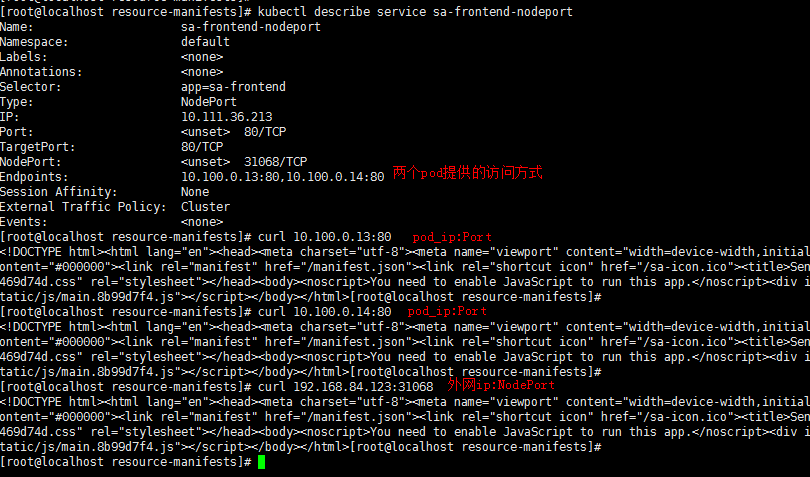 [root@localhost resource-manifests]#
[root@localhost resource-manifests]# kubectl describe service sa-frontend-nodeport
Name: sa-frontend-nodeport
Namespace: default
Labels: <none>
Annotations: <none>
Selector: app=sa-frontend
Type: NodePort
IP: 10.111.36.213
Port: <unset> 80/TCP
TargetPort: 80/TCP
NodePort: <unset> 31068/TCP
Endpoints: 10.100.0.13:80,10.100.0.14:80 两个pod提供的访问方式
Session Affinity: None
External Traffic Policy: Cluster
Events: <none>
[root@localhost resource-manifests]# curl 10.100.0.13:80 pod_ip:Port
<!DOCTYPE html><html lang="en"><head><meta charset="utf-8"><meta name="viewport" content="width=device-width,initial
ontent="#000000"><link rel="manifest" href="/manifest.json"><link rel="shortcut icon" href="/sa-icon.ico"><title>Sen
469d74d.css" rel="stylesheet"></head><body><noscript>You need to enable JavaScript to run this app.</noscript><div i
tatic/js/main.8b99d7f4.js"></script></body></html>[root@localhost resource-manifests]#
[root@localhost resource-manifests]# curl 10.100.0.14:80 pod_ip:Port
<!DOCTYPE html><html lang="en"><head><meta charset="utf-8"><meta name="viewport" content="width=device-width,initial
ontent="#000000"><link rel="manifest" href="/manifest.json"><link rel="shortcut icon" href="/sa-icon.ico"><title>Sen
469d74d.css" rel="stylesheet"></head><body><noscript>You need to enable JavaScript to run this app.</noscript><div i
tatic/js/main.8b99d7f4.js"></script></body></html>[root@localhost resource-manifests]#
[root@localhost resource-manifests]# curl 192.168.84.123:31068 外网ip:NodePort
<!DOCTYPE html><html lang="en"><head><meta charset="utf-8"><meta name="viewport" content="width=device-width,initial
ontent="#000000"><link rel="manifest" href="/manifest.json"><link rel="shortcut icon" href="/sa-icon.ico"><title>Sen
469d74d.css" rel="stylesheet"></head><body><noscript>You need to enable JavaScript to run this app.</noscript><div i
tatic/js/main.8b99d7f4.js"></script></body></html>[root@localhost resource-manifests]#
[root@localhost resource-manifests]#